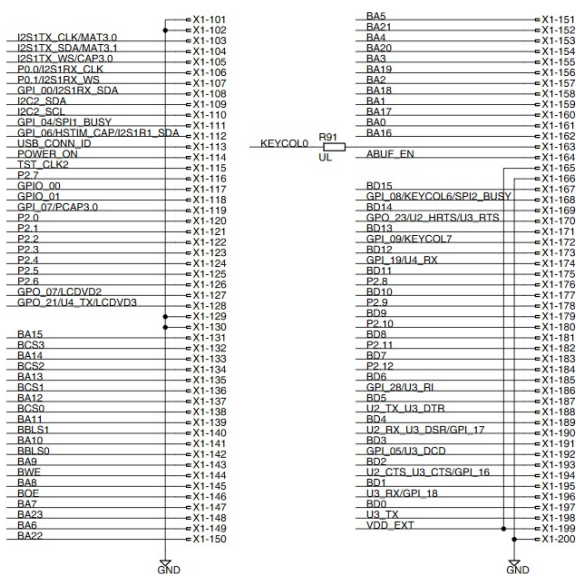 X1-101
X1-102
I2S1TX_CLK/MAT3.0 X1-103
I2S1TX_SDA/MAT3.1 X1-104
I2S1TX_WS/CAP3.0 X1-105
P0.0/I2S1RX_CLK X1-106
P0.1/I2S1RX_WS X1-107
GPI_00/I2S1RX_SDA X1-108
I2C2_SDA X1-109
I2C2_SCL X1-110
GPI_04/SPI1_BUSY X1-111
GPI_06/HSTIM_CAP/I2S1R1_SDA X1-112
USB_CONN_ID X1-113
POWER_ON X1-114
TST_CLK2 X1-115
P2.7 X1-116
GPIO_00 X1-117
GPIO_01 X1-118
GPI_07/PCAP3.0 X1-119
P2.0 X1-120
P2.1 X1-121
P2.2 X1-122
P2.3 X1-123
P2.4 X1-124
P2.5 X1-125
P2.6 X1-126
GPO_07/LCDVD2 X1-127
GPO_21/U4_TX/LCDVD3 X1-128
X1-129
X1-130
BA15 X1-131
BCS3 X1-132
BA14 X1-133
BCS2 X1-134
BA13 X1-135
BCS1 X1-136
BA12 X1-137
BCS0 X1-138
BA11 X1-139
BBLS1 X1-140
BA10 X1-141
BBLS0 X1-142
BA9 X1-143
BWE X1-144
BA8 X1-145
BOE X1-146
BA7 X1-147
BA23 X1-148
BA6 X1-149
BA22 X1-150
GND
BA5 X1-151
BA21 X1-152
BA4 X1-153
BA20 X1-154
BA3 X1-155
BA19 X1-156
BA2 X1-157
BA18 X1-158
BA1 X1-159
BA17 X1-160
BA0 X1-161
BA16 X1-162
KEYCOL0 R91 X1-163
UL ABUF_EN X1-164
X1-165
X1-166
BD15 X1-167
GPI_08/KEYCOL6/SPI2_BUSY X1-168
BD14 X1-169
GPO_23/U2_HRTS/U3_RTS X1-170
BD13 X1-171
GPI_09/KEYCOL7 X1-172
BD12 X1-173
GPI_19/U4_RX X1-174
BD11 X1-175
P2.8 X1-176
BD10 X1-177
P2.9 X1-178
BD9 X1-179
P2.10 X1-180
BD8 X1-181
P2.11 X1-182
BD7 X1-183
P2.12 X1-184
BD6 X1-185
GPI_28/U3_RI X1-186
BD5 X1-187
U2_TX_U3_DTR X1-188
BD4 X1-189
U2_RX_U3_DSR/GPI_17 X1-190
BD3 X1-191
GPI_05/U3_DCD X1-192
BD2 X1-193
U2_CTS_U3_CTS/GPI_16 X1-194
BD1 X1-195
U3_RX/GPI_18 X1-196
BD0 X1-197
U3_TX X1-198
VDD_EXT X1-199
X1-200
GND